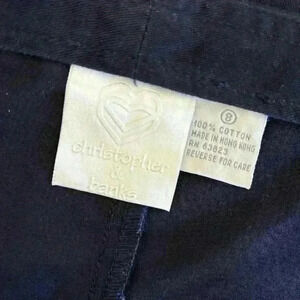 christopher
&
banks
8
100% COTTON
MADE IN HONG KONG
RN 63823
REVERSE FOR CARE